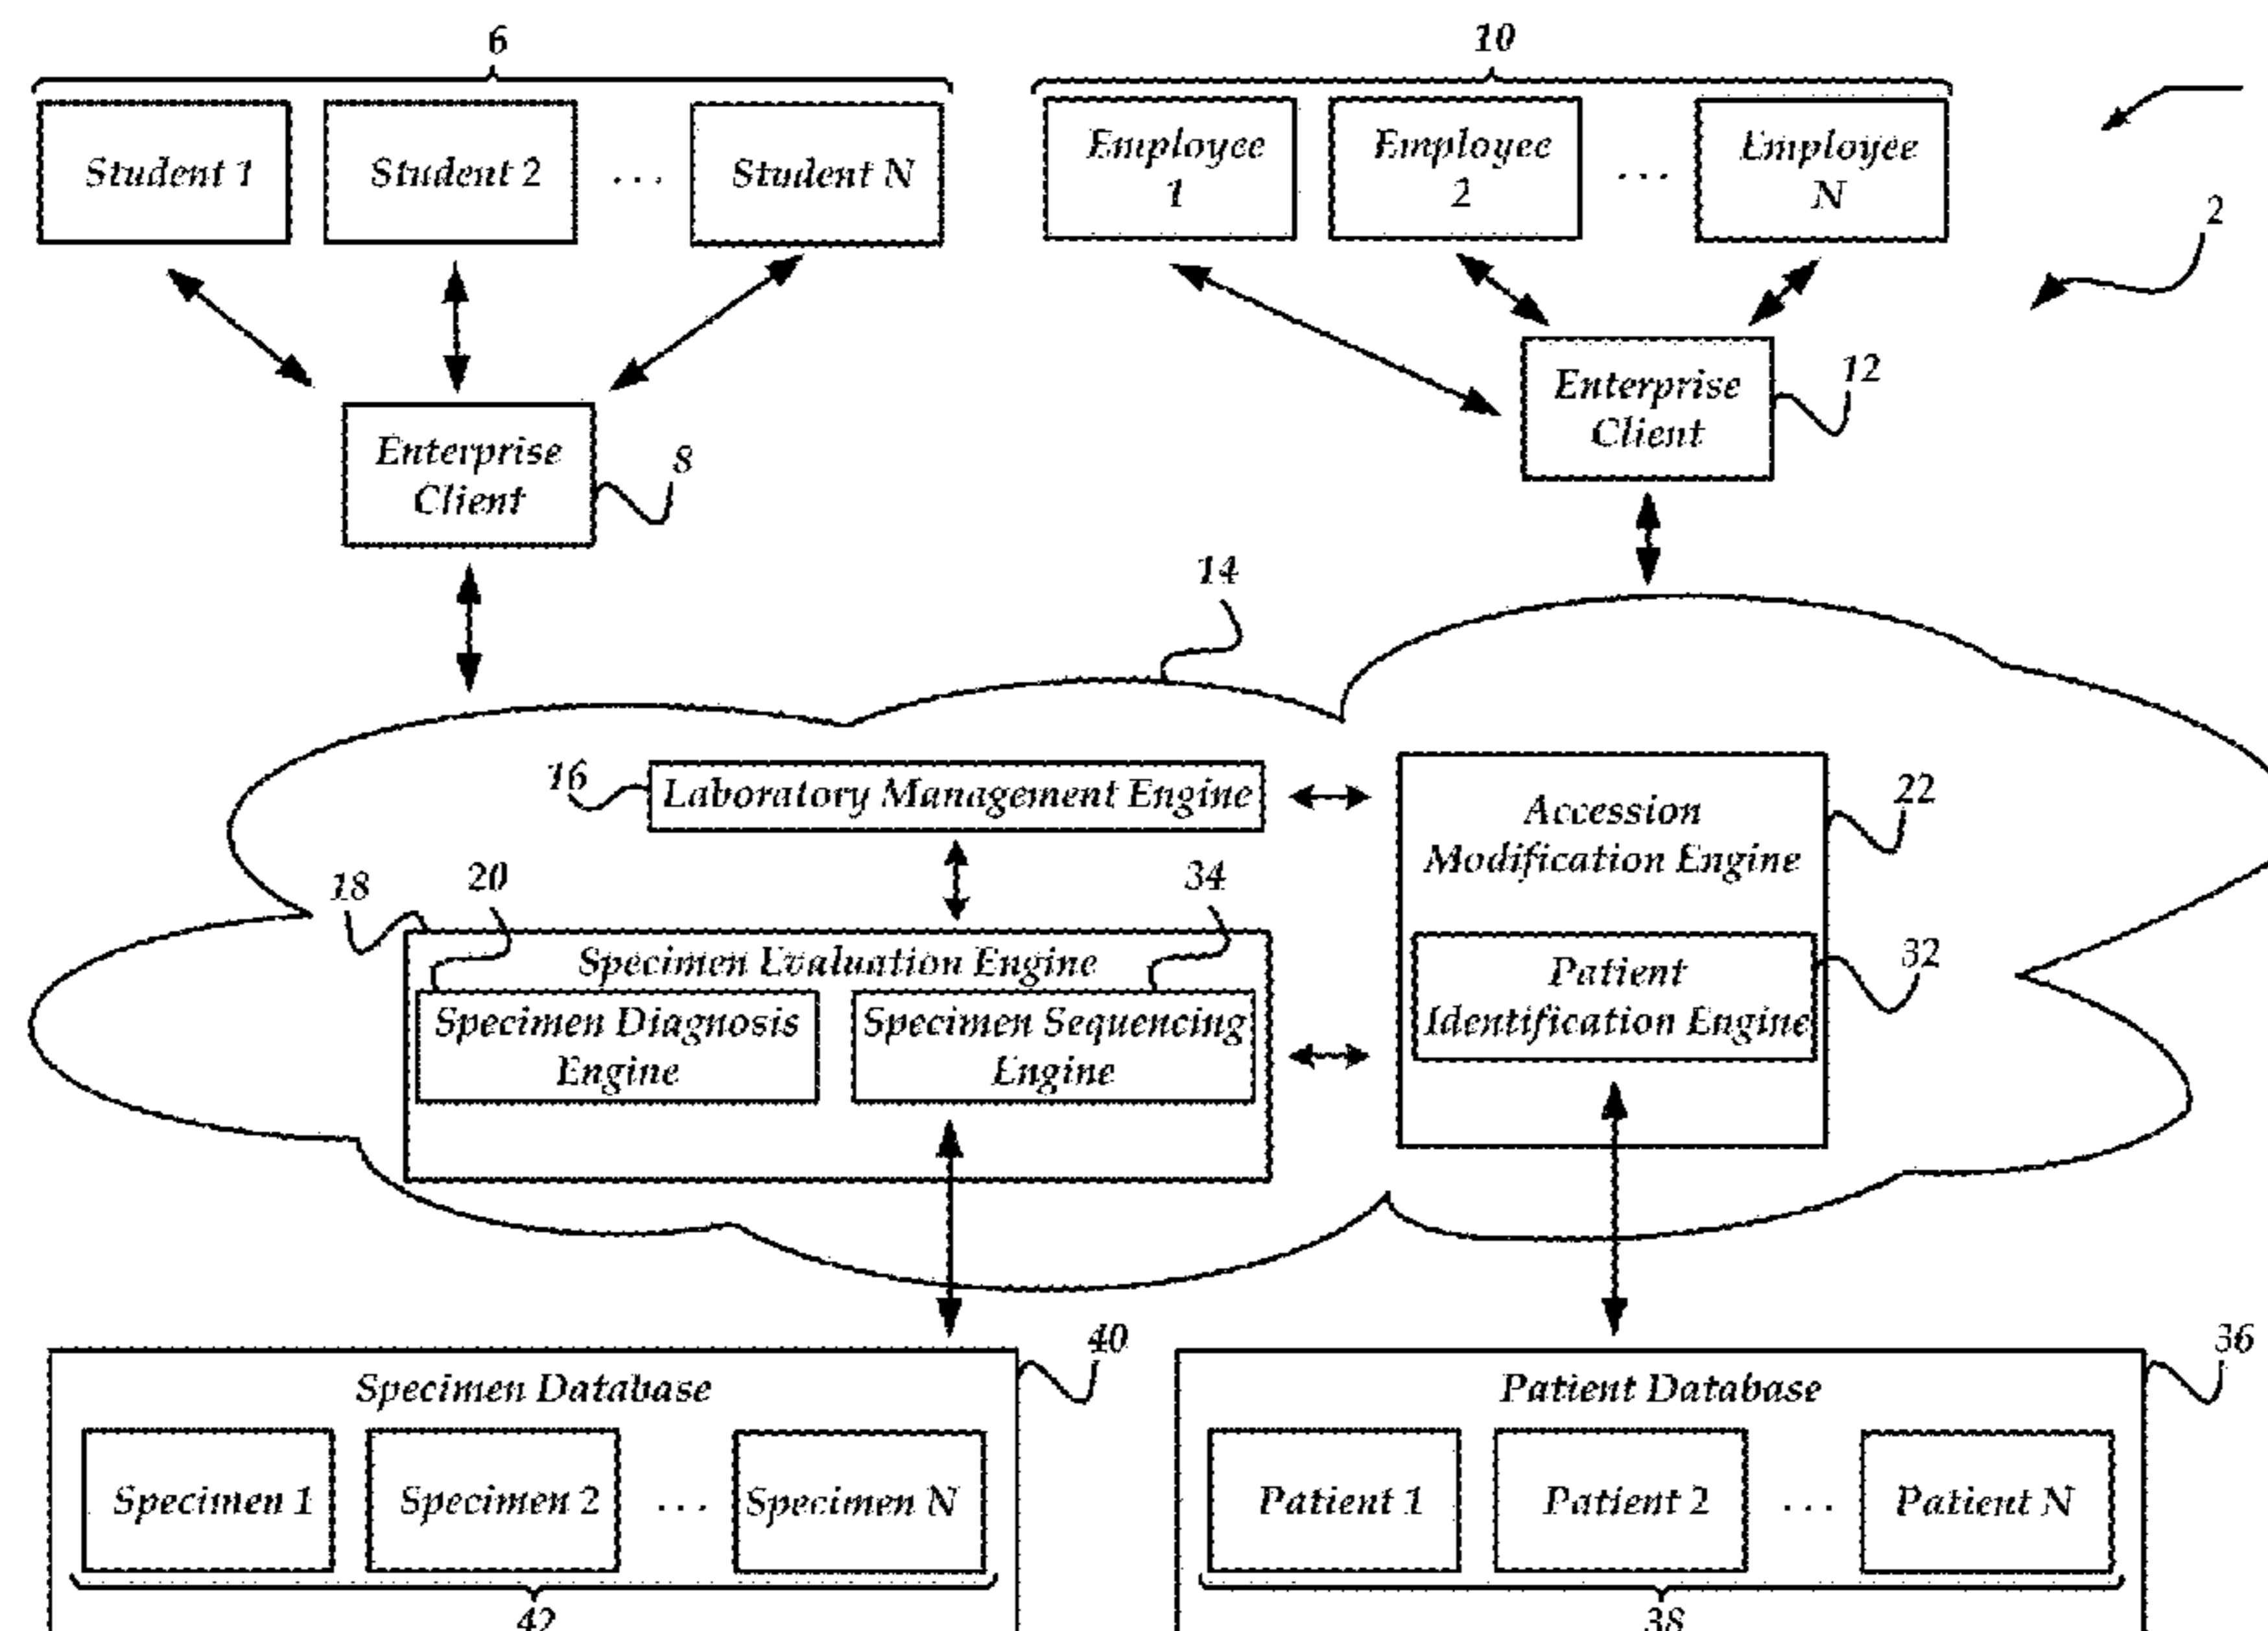 6
10
Student 1
Student 2
...
Student N
Employee
1
Employee
2
...
Employee
N
2
Enterprise
Client
8
Enterprise
Client
12
14
16
Laboratory Management Engine
Accession
Modification Engine
22
18
20
34
Specimen Evaluation Engine
Specimen Diagnosis
Engine
Specimen Sequencing
Engine
Patient
Identification Engine
32
40
36
Specimen Database
Specimen 1
Specimen 2
...
Specimen N
42
Patient Database
Patient 1
Patient 2
...
Patient N
38